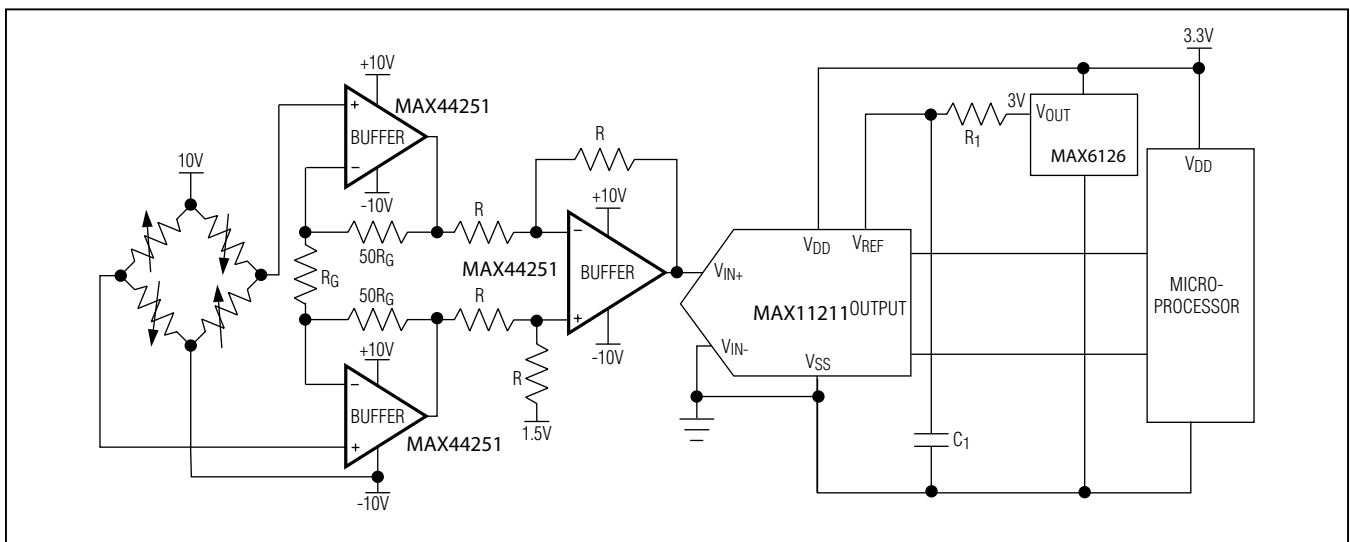 10V
+10V
+
MAX44251
BUFFER
−
-10V
50RG
RG
50RG
+10V
−
BUFFER
+
MAX44251
-10V
R
R
R
R
1.5V
MAX44251
+10V
−
BUFFER
+
-10V
VIN+
VIN-
VDD
VREF
MAX11211
OUTPUT
VSS
R1
3V
C1
VOUT
MAX6126
3.3V
VDD
MICRO-
PROCESSOR